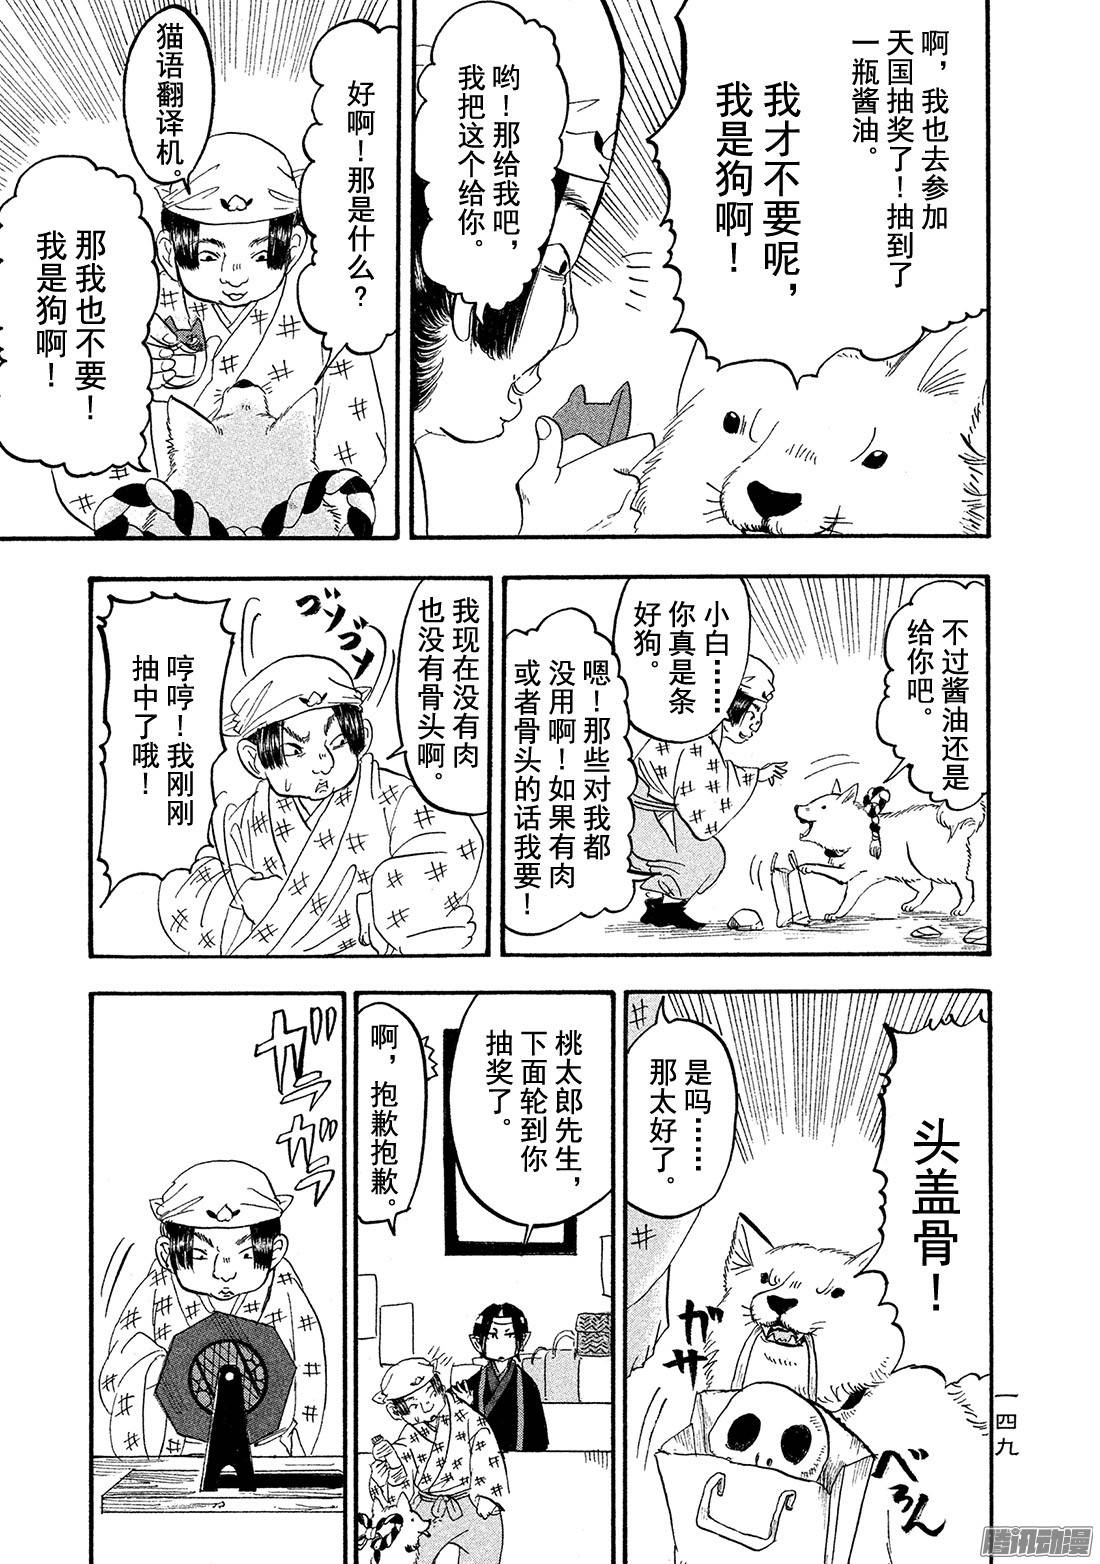 啊，我也去参加
天国抽奖了！抽到了
一瓶酱油。
我才不要呢，
我是狗啊！
哟！那给我吧，
我把这个给你。
好啊！那是什么？
猫语翻译机。
那我也不要！
我是狗啊！
不过酱油还是
给你吧。
小白……
你真是条
好狗。
嗯！那些对我都
没用啊！如果有肉
或者骨头的话我要！
我现在没有肉
也没有骨头啊。
ゴソゴソ
哼哼！我刚刚
抽中了哦！
头盖骨！
ガサ
べろん
是吗……
那太好了。
桃太郎先生，
下面轮到你
抽奖了。
啊，抱歉抱歉。
ガラ
ガラ
一四九
腾讯动漫